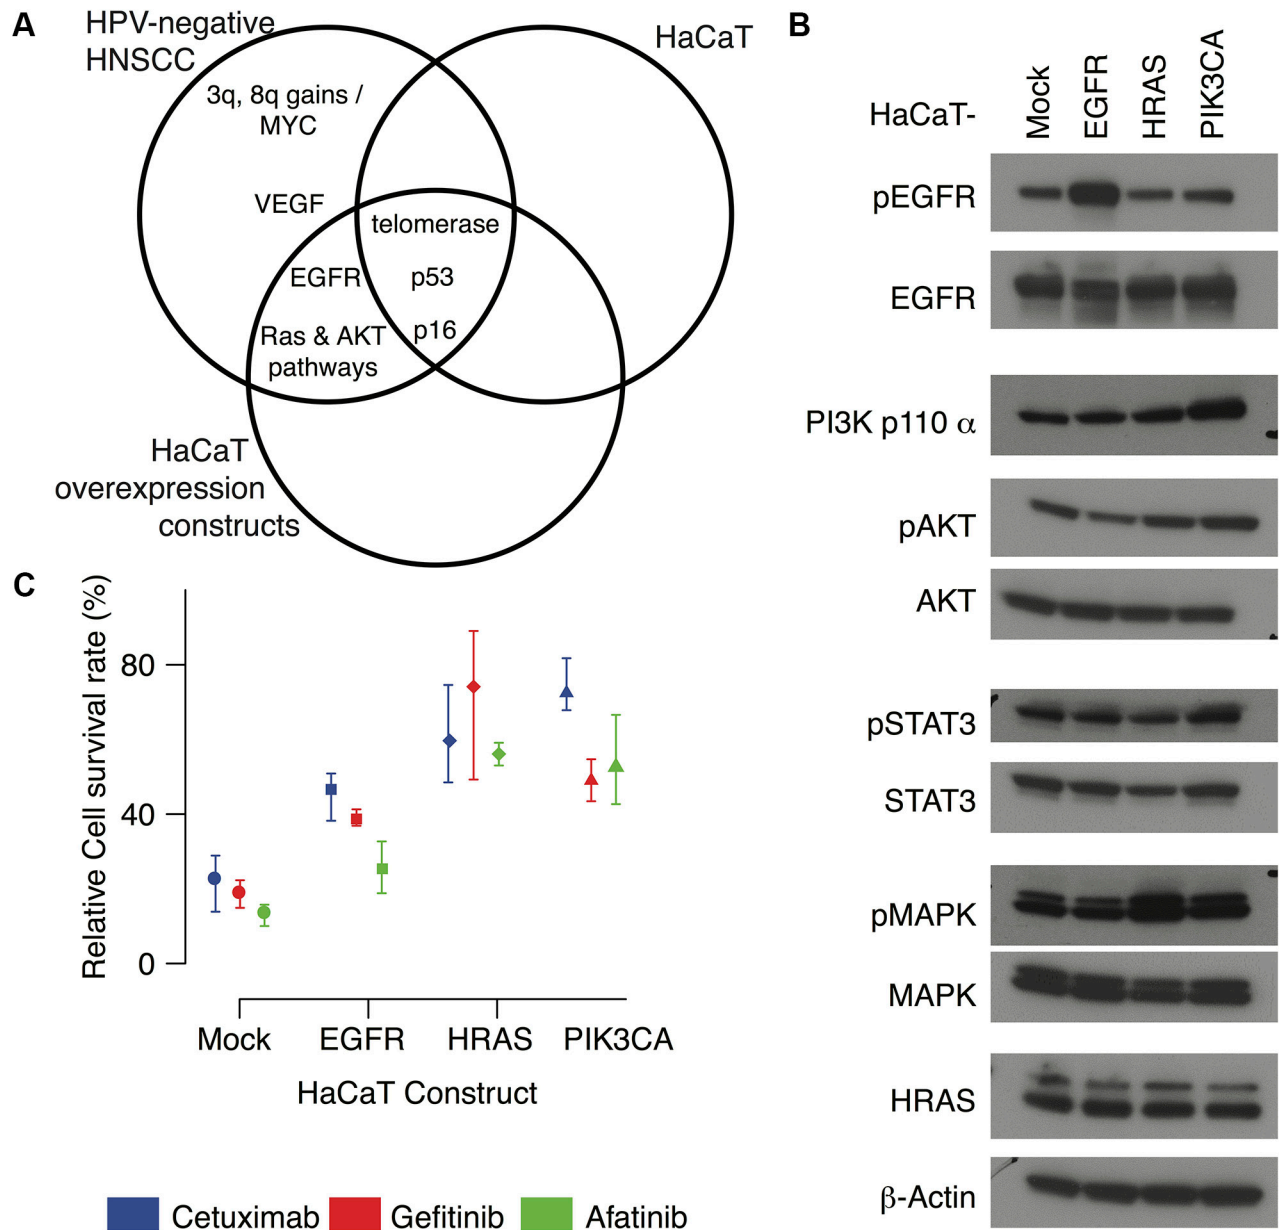 A
HPV-negative
HNSCC
HaCaT
3q, 8q gains /
MYC
VEGF
telomerase
EGFR
p53
Ras & AKT
pathways
p16
HaCaT
overexpression
constructs
B
HaCaT-
Mock
EGFR
HRAS
PIK3CA
pEGFR
EGFR
PI3K p110 α
pAKT
AKT
pSTAT3
STAT3
pMAPK
MAPK
HRAS
β-Actin
C
Relative Cell survival rate (%)
80
40
0
Mock EGFR HRAS PIK3CA
HaCaT Construct
Cetuximab Gefitinib Afatinib